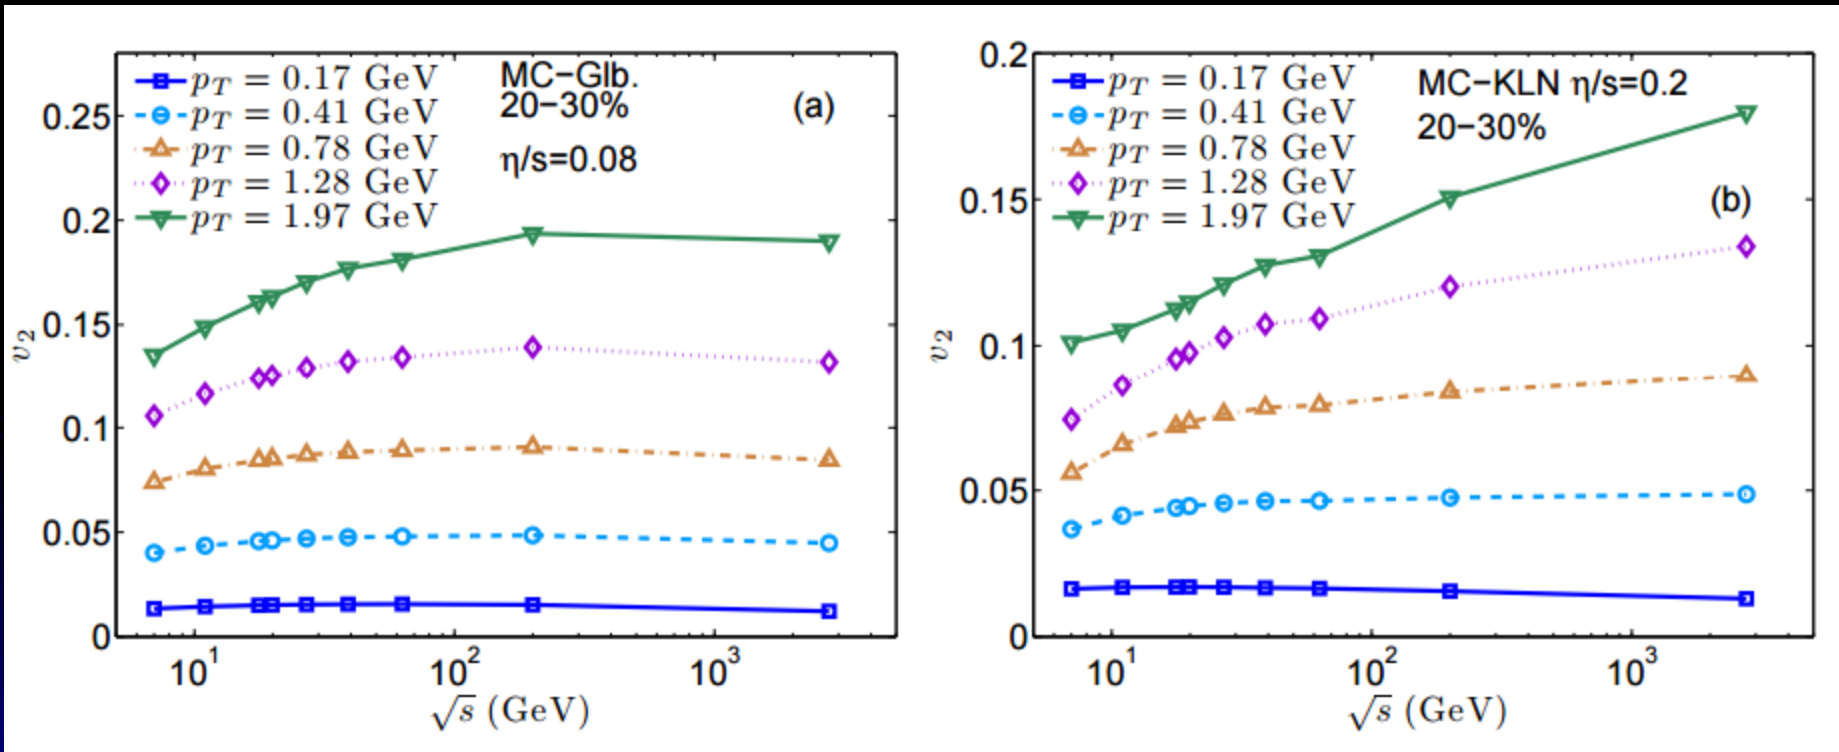 p_T = 0.17 GeV
p_T = 0.41 GeV
p_T = 0.78 GeV
p_T = 1.28 GeV
p_T = 1.97 GeV
MC−Glb.
20−30%
η/s=0.08
(a)
v_2
0.25
0.2
0.15
0.1
0.05
0
10^1
10^2
10^3
√s (GeV)
p_T = 0.17 GeV
p_T = 0.41 GeV
p_T = 0.78 GeV
p_T = 1.28 GeV
p_T = 1.97 GeV
MC−KLN η/s=0.2
20−30%
(b)
v_2
0.2
0.15
0.1
0.05
0
10^1
10^2
10^3
√s (GeV)